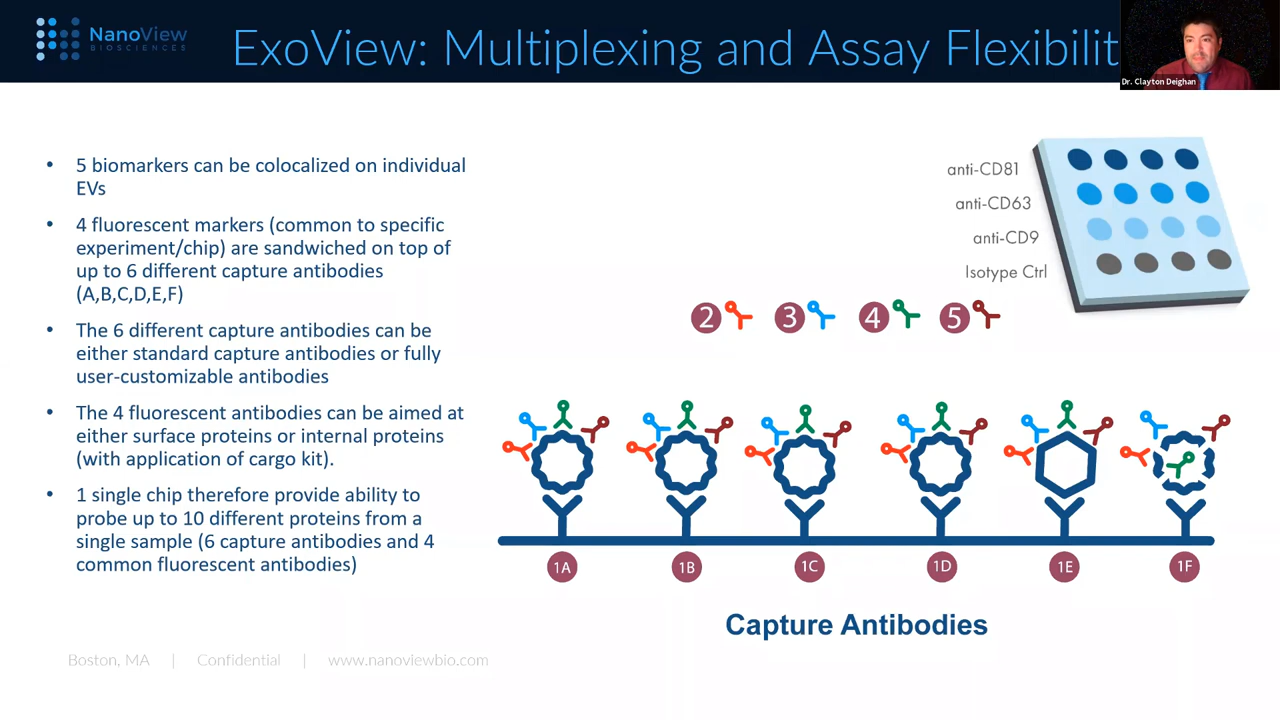 NanoView
BIOSCIENCES
ExoView: Multiplexing and Assay Flexibilit
Dr. Clayton Deighan
• 5 biomarkers can be colocalized on individual
EVs
• 4 fluorescent markers (common to specific
experiment/chip) are sandwiched on top of
up to 6 different capture antibodies
(A,B,C,D,E,F)
• The 6 different capture antibodies can be
either standard capture antibodies or fully
user-customizable antibodies
• The 4 fluorescent antibodies can be aimed at
either surface proteins or internal proteins
(with application of cargo kit).
• 1 single chip therefore provide ability to
probe up to 10 different proteins from a
single sample (6 capture antibodies and 4
common fluorescent antibodies)
anti-CD81
anti-CD63
anti-CD9
Isotype Ctrl
2 3 4 5
1A 1B 1C 1D 1E 1F
Capture Antibodies
Boston, MA | Confidential | www.nanoviewbio.com